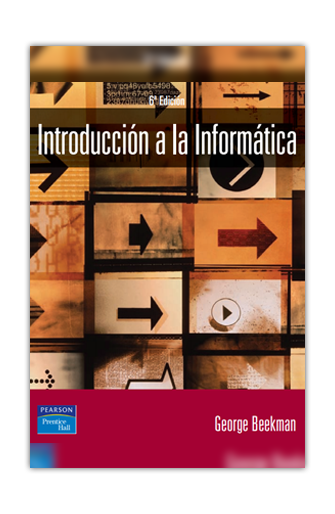 6ª Edición
Introducción a la Informática
PEARSON
Prentice
Hall
George Beekman